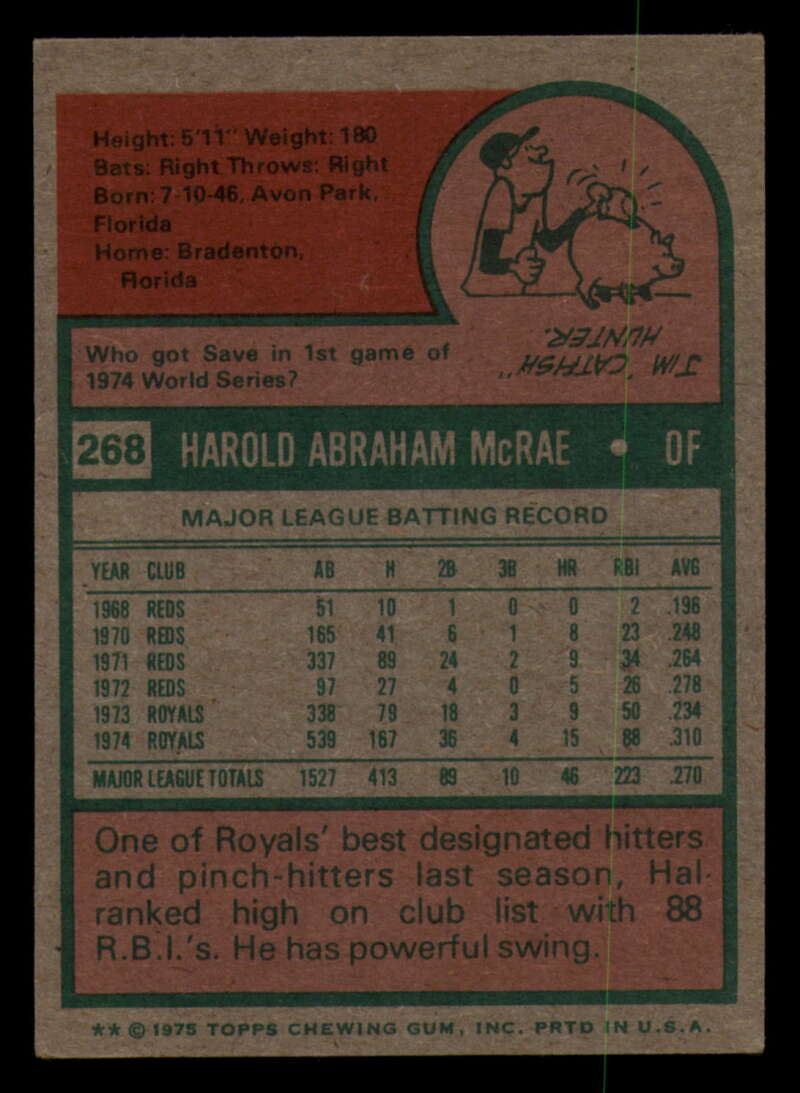 Height: 5'11" Weight: 180
Bats: Right Throws: Right
Born: 7-10-46, Avon Park,
Florida
Home: Bradenton,
Florida
Who got Save in 1st game of
1974 World Series?
JIM "CATFISH"
HUNTER.
268 HAROLD ABRAHAM McRAE • OF
MAJOR LEAGUE BATTING RECORD
YEAR CLUB AB H 2B 3B HR RBI AVG
1968 REDS 51 10 1 0 0 2 .196
1970 REDS 165 41 6 1 8 23 .248
1971 REDS 337 89 24 2 9 34 .264
1972 REDS 97 27 4 0 5 26 .278
1973 ROYALS 338 79 18 3 9 50 .234
1974 ROYALS 539 167 36 4 15 88 .310
MAJOR LEAGUE TOTALS 1527 413 89 10 46 223 .270
One of Royals' best designated hitters
and pinch-hitters last season, Hal
ranked high on club list with 88
R.B.I.'s. He has powerful swing.
** © 1975 TOPPS CHEWING GUM, INC. PRTD IN U.S.A.